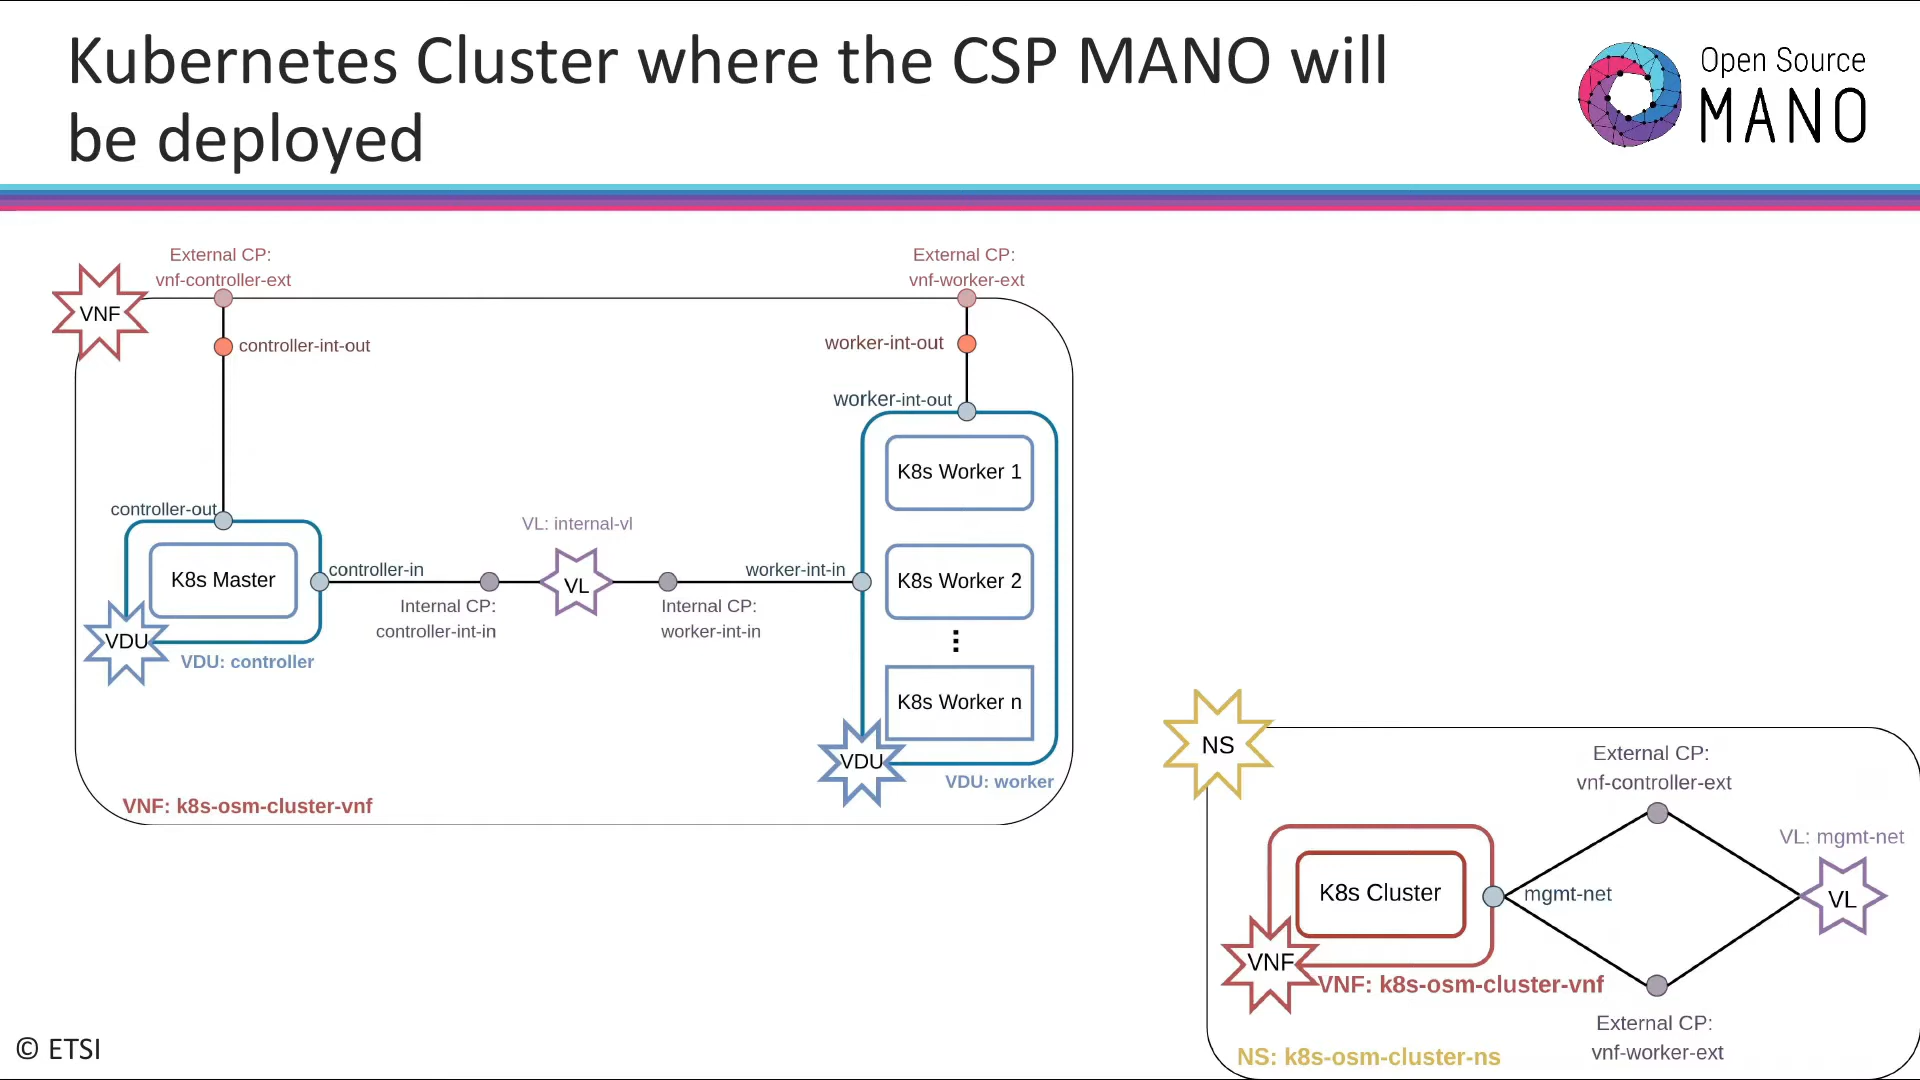 Kubernetes Cluster where the CSP MANO will
be deployed
Open Source
MANO
External CP:
vnf-controller-ext
External CP:
vnf-worker-ext
VNF
controller-int-out
worker-int-out
worker-int-out
K8s Worker 1
controller-out
VL: internal-vl
K8s Master
controller-in
VL
worker-int-in
K8s Worker 2
Internal CP:
controller-int-in
Internal CP:
worker-int-in
VDU
VDU: controller
⋮
K8s Worker n
VDU
VDU: worker
VNF: k8s-osm-cluster-vnf
NS
External CP:
vnf-controller-ext
VL: mgmt-net
K8s Cluster
mgmt-net
VL
VNF
VNF: k8s-osm-cluster-vnf
External CP:
vnf-worker-ext
NS: k8s-osm-cluster-ns
© ETSI